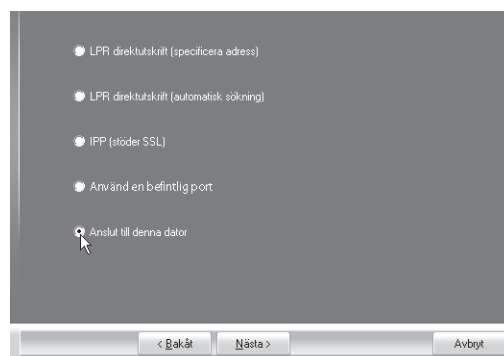 LPR direktutskrift (specificera adress)
LPR direktutskrift (automatisk sökning)
IPP (stöder SSL)
Använd en befintlig port
Anslut till denna dator
< Bakåt Nästa > Avbryt